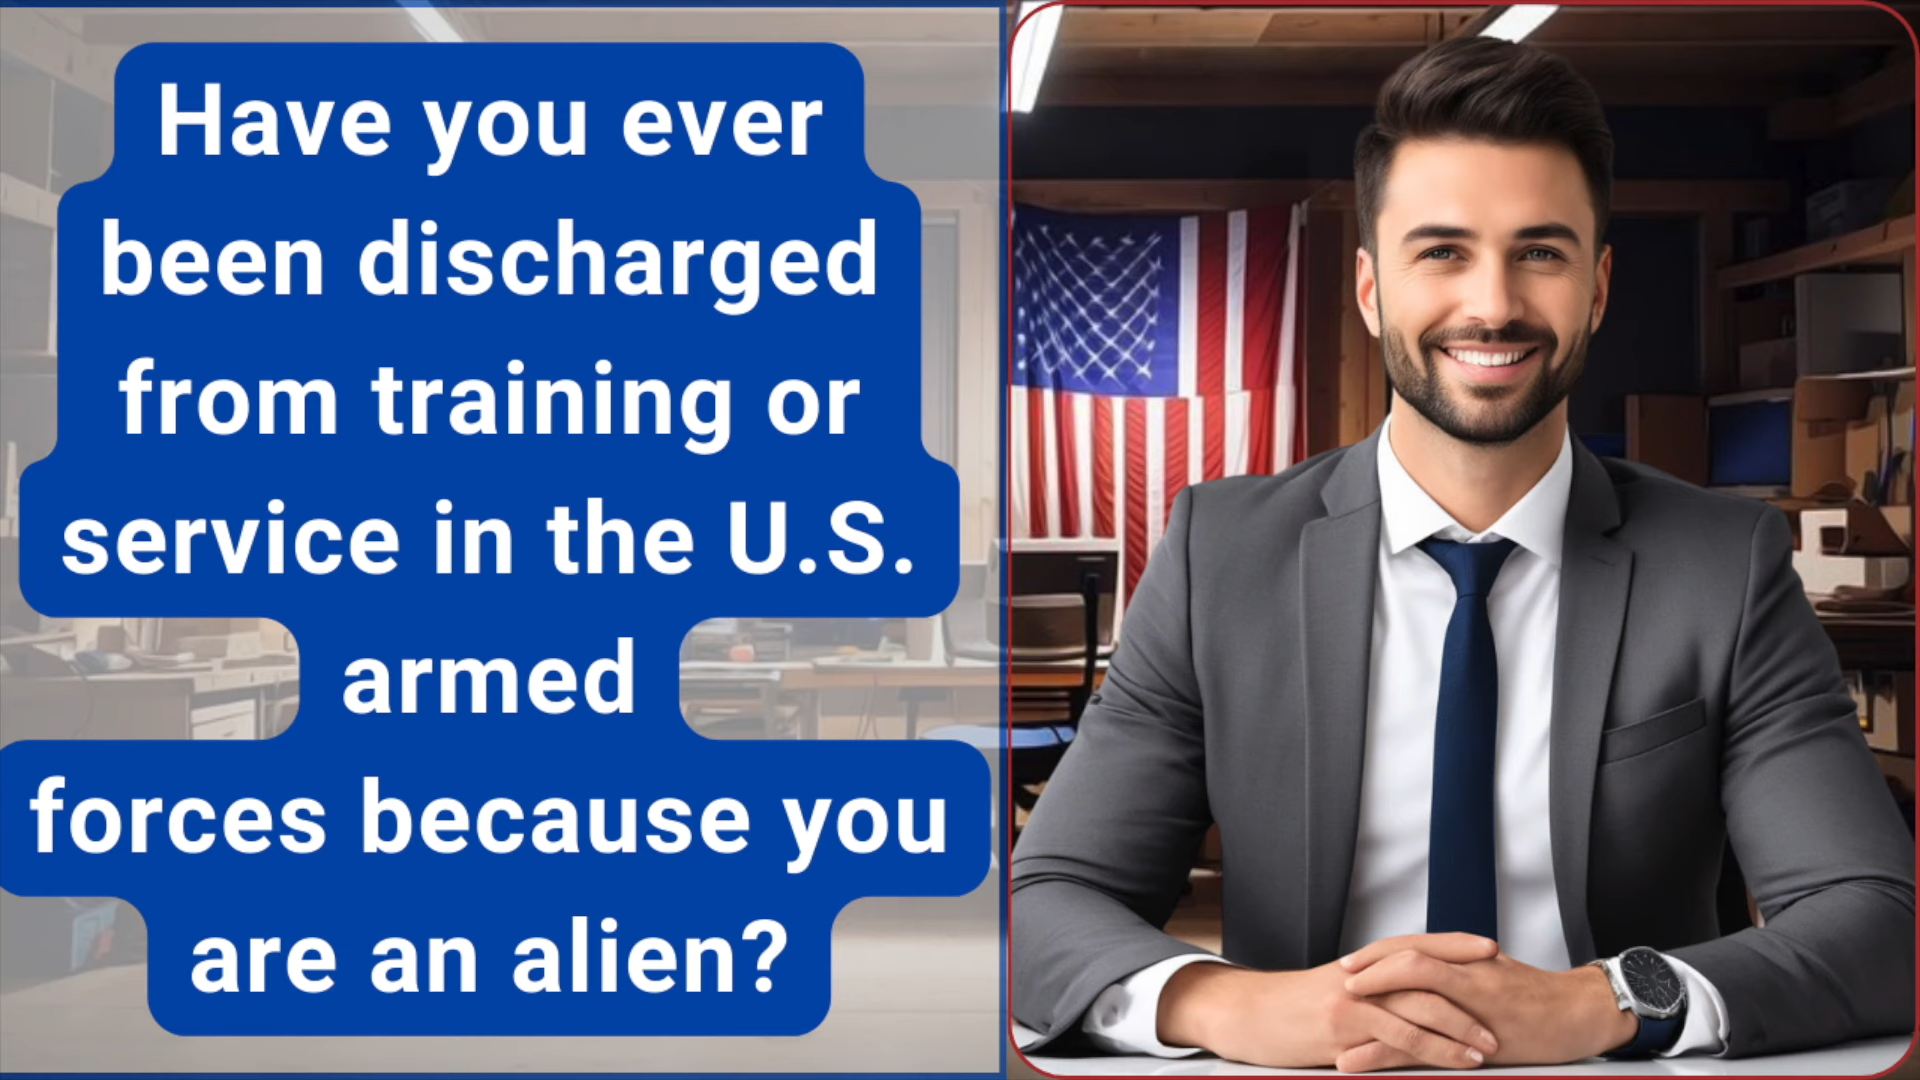 Have you ever
been discharged
from training or
service in the U.S.
armed
forces because you
are an alien?